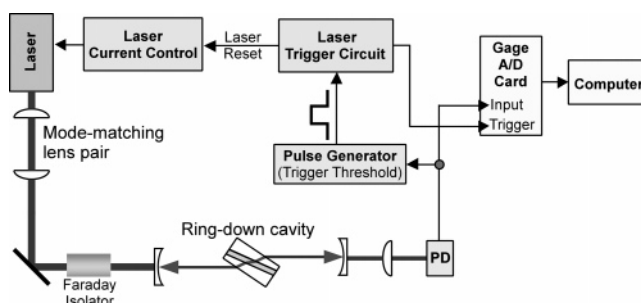 Laser
Laser
Current Control
Laser
Reset
Laser
Trigger Circuit
Gage
A/D
Card
Input
Trigger
Computer
Mode-matching
lens pair
Pulse Generator
(Trigger Threshold)
Ring-down cavity
PD
Faraday
Isolator